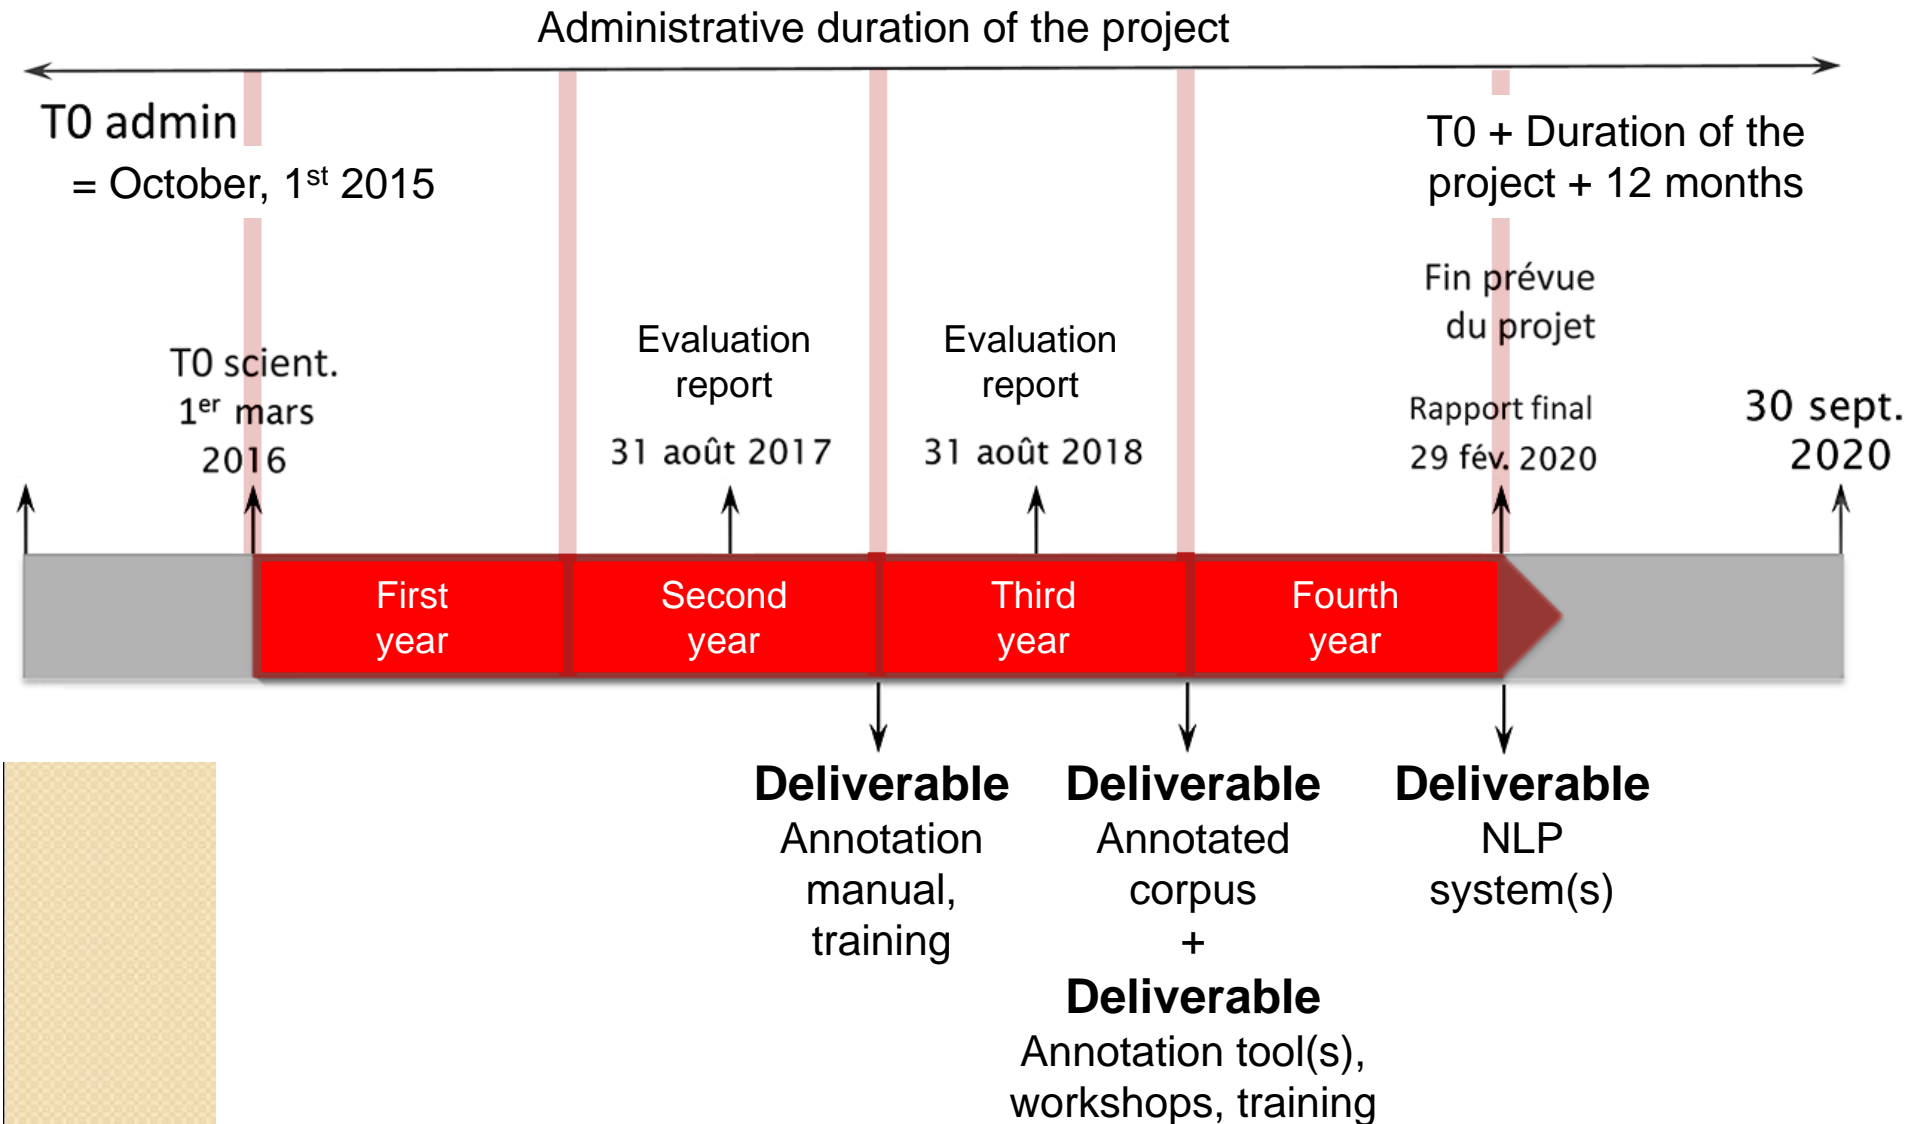 Administrative duration of the project
T0 admin
= October, 1st 2015
T0 + Duration of the
project + 12 months
T0 scient.
1er mars
2016
Evaluation
report
31 août 2017
Evaluation
report
31 août 2018
Fin prévue
du projet
Rapport final
29 fév. 2020
30 sept.
2020
First
year
Second
year
Third
year
Fourth
year
Deliverable
Annotation
manual,
training
Deliverable
Annotated
corpus
+
Deliverable
Annotation tool(s),
workshops, training
Deliverable
NLP
system(s)